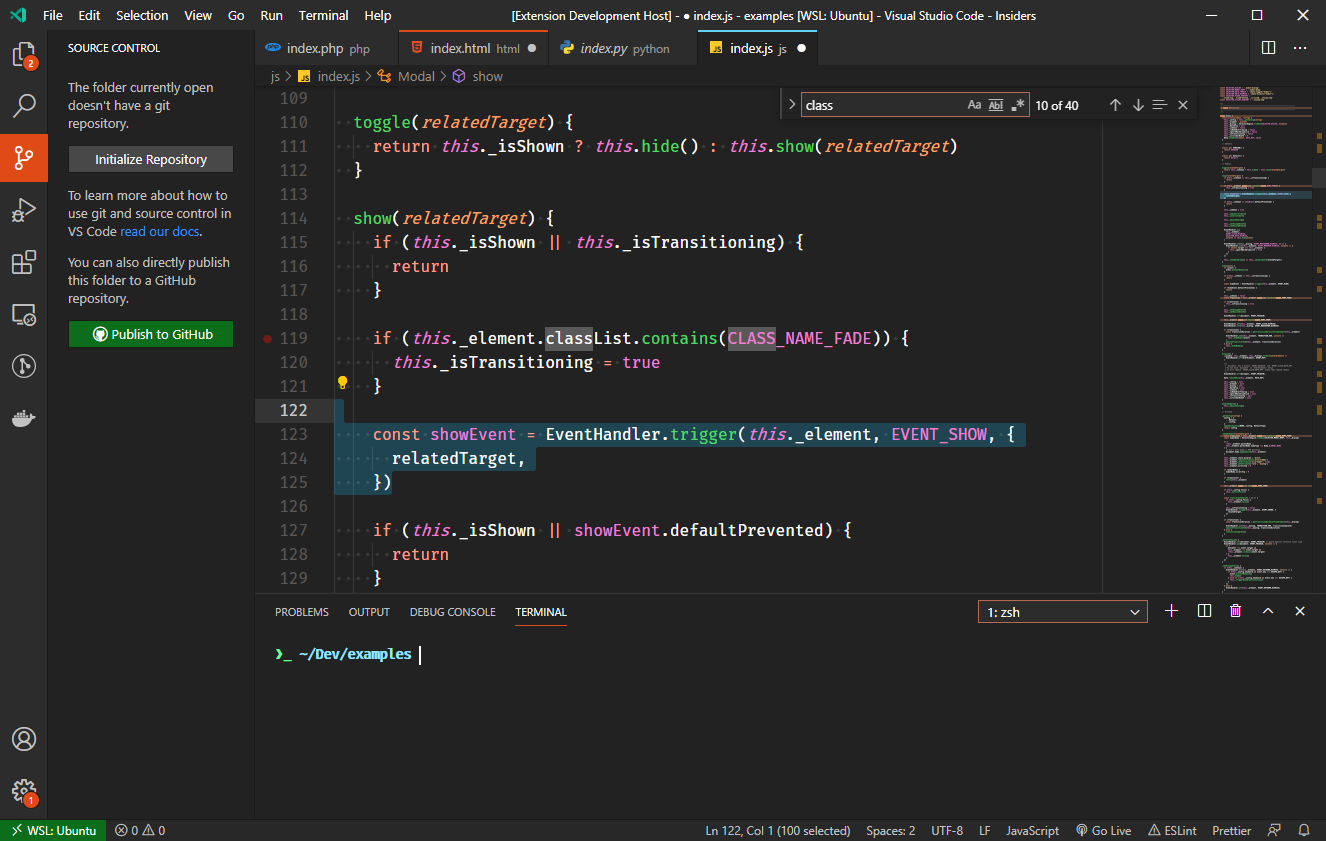 File Edit Selection View Go Run Terminal Help
[Extension Development Host] - ● index.js - examples [WSL: Ubuntu] - Visual Studio Code - Insiders
2
1
SOURCE CONTROL
The folder currently open
doesn't have a git
repository.
Initialize Repository
To learn more about how to
use git and source control in
VS Code read our docs.
You can also directly publish
this folder to a GitHub
repository.
Publish to GitHub
index.php php
index.html html ●
index.py python
JS index.js js ●
js > JS index.js > Modal > show
class Aa Abl .* 10 of 40
109
110 toggle(relatedTarget) {
111 return this._isShown ? this.hide() : this.show(relatedTarget)
112 }
113
114 show(relatedTarget) {
115 if (this._isShown || this._isTransitioning) {
116 return
117 }
118
119 if (this._element.classList.contains(CLASS_NAME_FADE)) {
120 this._isTransitioning = true
121 }
122
123 const showEvent = EventHandler.trigger(this._element, EVENT_SHOW, {
124 relatedTarget,
125 })
126
127 if (this._isShown || showEvent.defaultPrevented) {
128 return
129 }
PROBLEMS OUTPUT DEBUG CONSOLE TERMINAL 1: zsh
❯_ ~/Dev/examples
WSL: Ubuntu 0 0 Ln 122, Col 1 (100 selected) Spaces: 2 UTF-8 LF JavaScript Go Live ESLint Prettier